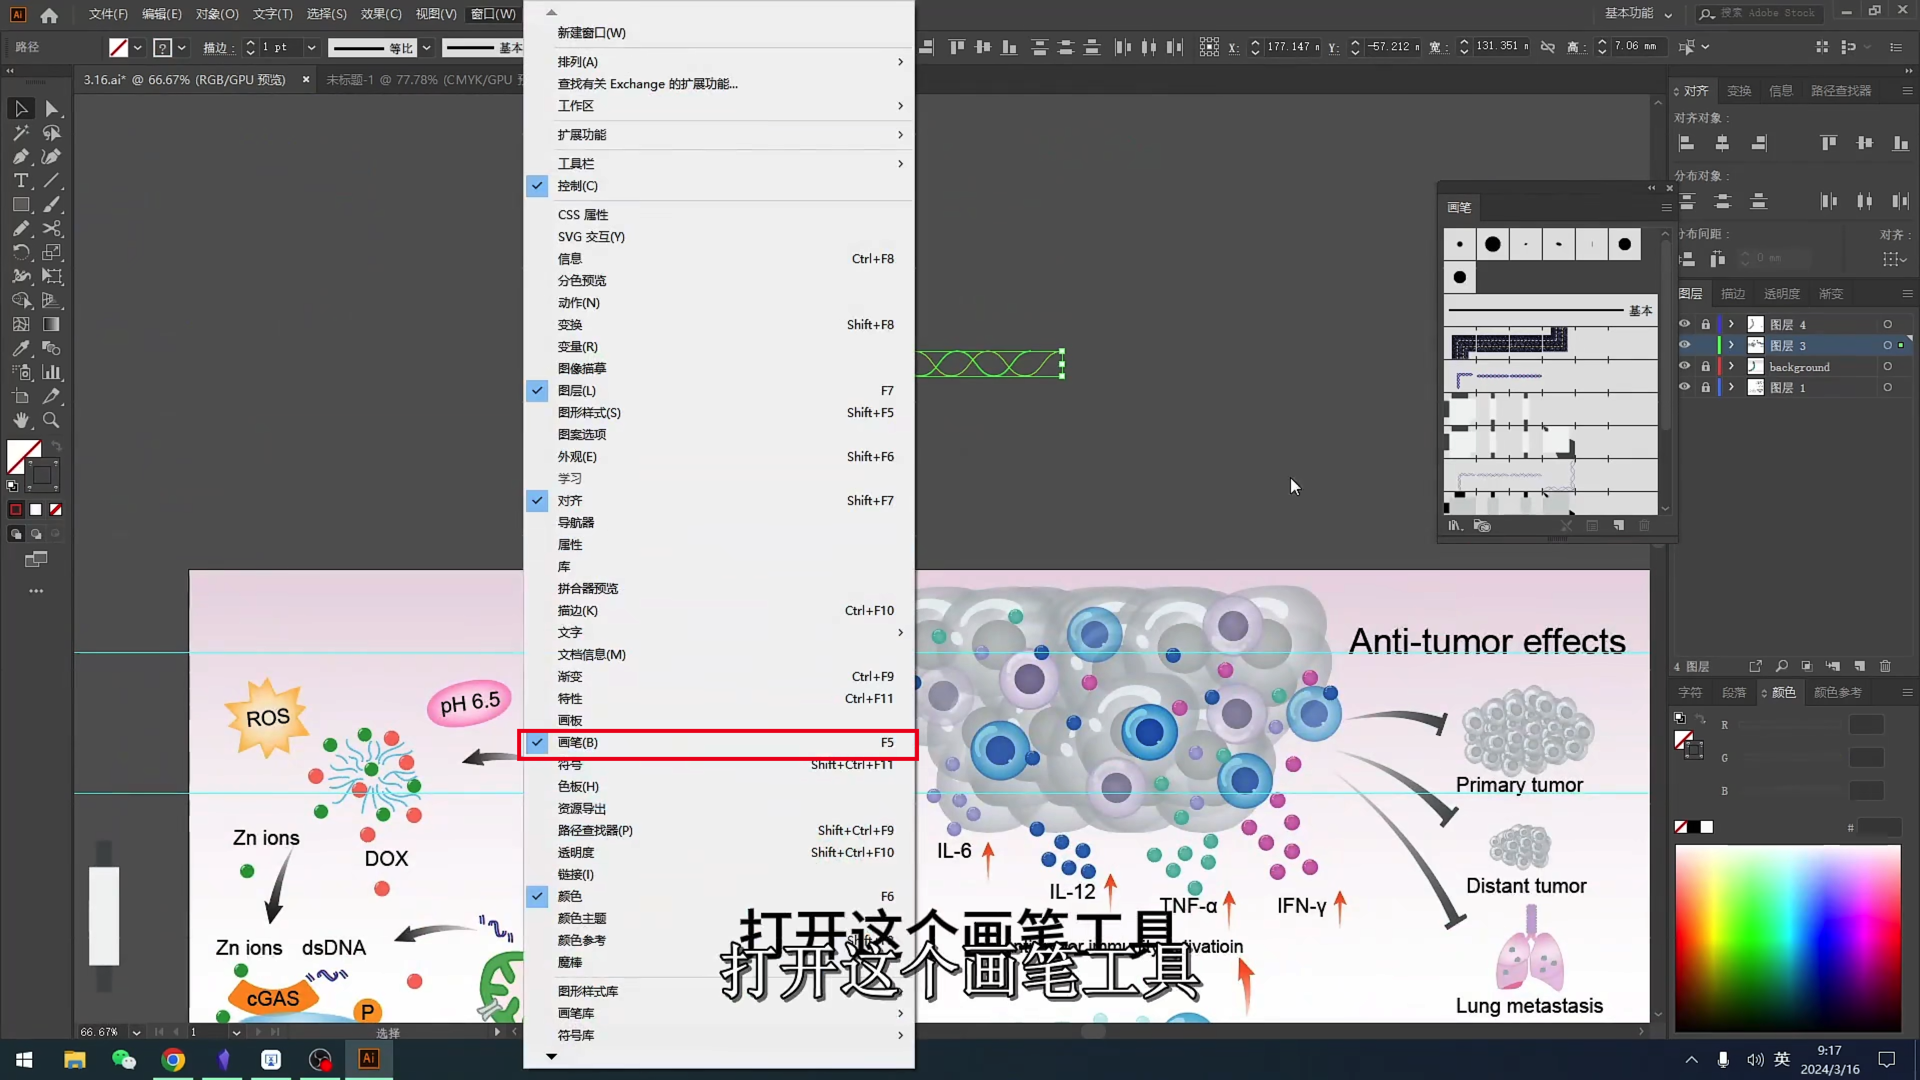 Ai 文件(F) 编辑(E) 对象(O) 文字(T) 选择(S) 效果(C) 视图(V) 窗口(W) 基本功能 搜索 Adobe Stock
路径 ? 描边: 1 pt 等比 基本 X: 177.147 Y: -57.212 m 宽: 131.351 m 高: 7.06 mm
3.16.ai* @ 66.67% (RGB/GPU 预览) × 未标题-1 @ 77.78% (CMYK/GPU
新建窗口(W)
排列(A)
查找有关 Exchange 的扩展功能...
工作区
扩展功能
工具栏
控制(C)
CSS 属性
SVG 交互(Y)
信息 Ctrl+F8
分色预览
动作(N)
变换 Shift+F8
变量(R)
图像描摹
图层(L) F7
图形样式(S) Shift+F5
图案选项
外观(E) Shift+F6
学习
对齐 Shift+F7
导航器
属性
库
拼合器预览
描边(K) Ctrl+F10
文字
文档信息(M)
渐变 Ctrl+F9
特性 Ctrl+F11
画板
画笔(B) F5
符号 Shift+Ctrl+F11
色板(H)
资源导出
路径查找器(P) Shift+Ctrl+F9
透明度 Shift+Ctrl+F10
链接(I)
颜色 F6
颜色主题
颜色参考
魔棒
图形样式库
画笔库
符号库
画笔
基本
对齐 变换 信息 路径查找器
对齐对象:
分布对象:
分布间距: 对齐:
0 mm
图层 描边 透明度 渐变
图层 4
图层 3
background
图层 1
4 图层
字符 段落 颜色 颜色参考
R
G
B
#
ROS
pH 6.5
Zn ions
DOX
Zn ions dsDNA
cGAS
P
Anti-tumor effects
Primary tumor
Distant tumor
Lung metastasis
IL-6
IL-12
TNF-α
IFN-γ
打开这个画笔工具
打开这个画笔工具
66.67% 1 选择
Ai 英 9:17
2024/3/16